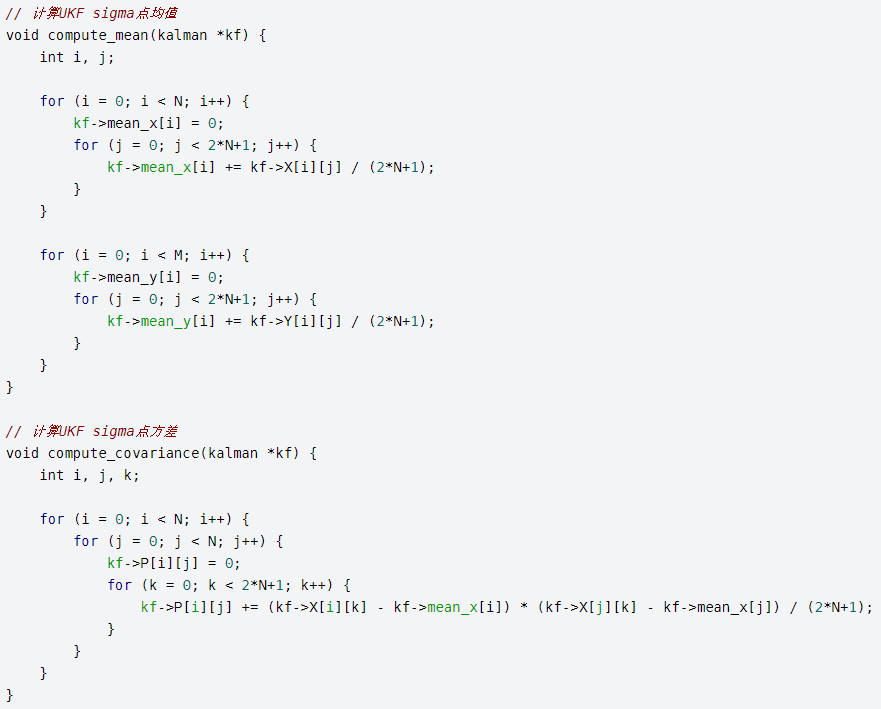 // 计算UKF sigma点均值
void compute_mean(kalman *kf) {
    int i, j;

    for (i = 0; i < N; i++) {
        kf->mean_x[i] = 0;
        for (j = 0; j < 2*N+1; j++) {
            kf->mean_x[i] += kf->X[i][j] / (2*N+1);
        }
    }

    for (i = 0; i < M; i++) {
        kf->mean_y[i] = 0;
        for (j = 0; j < 2*N+1; j++) {
            kf->mean_y[i] += kf->Y[i][j] / (2*N+1);
        }
    }
}

// 计算UKF sigma点方差
void compute_covariance(kalman *kf) {
    int i, j, k;

    for (i = 0; i < N; i++) {
        for (j = 0; j < N; j++) {
            kf->P[i][j] = 0;
            for (k = 0; k < 2*N+1; k++) {
                kf->P[i][j] += (kf->X[i][k] - kf->mean_x[i]) * (kf->X[j][k] - kf->mean_x[j]) / (2*N+1);
            }
        }
    }
}